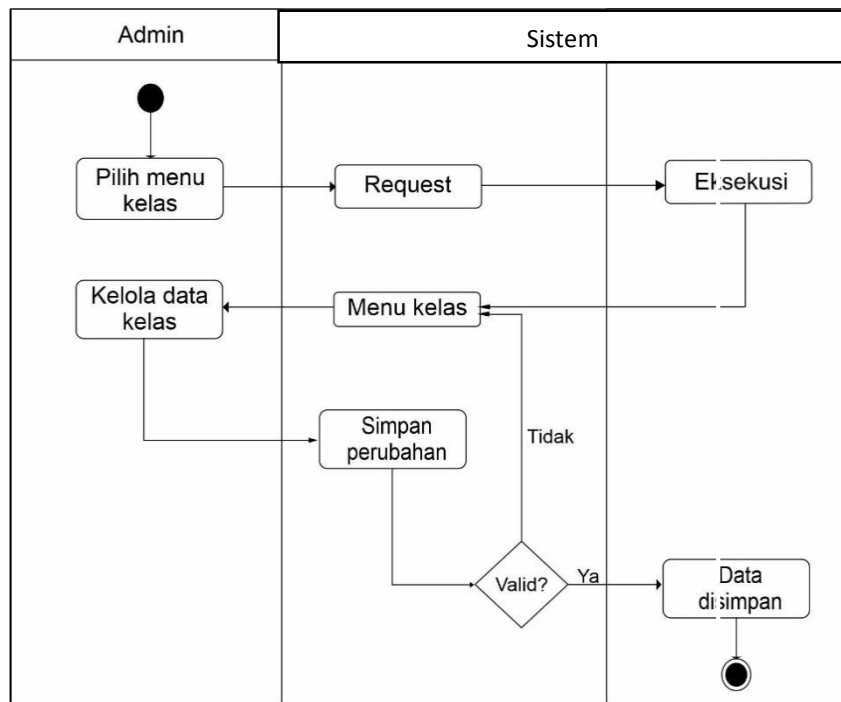 Admin
Sistem
Pilih menu
kelas
Request
Eksekusi
Kelola data
kelas
Menu kelas
Simpan
perubahan
Tidak
Valid?
Ya
Data
disimpan